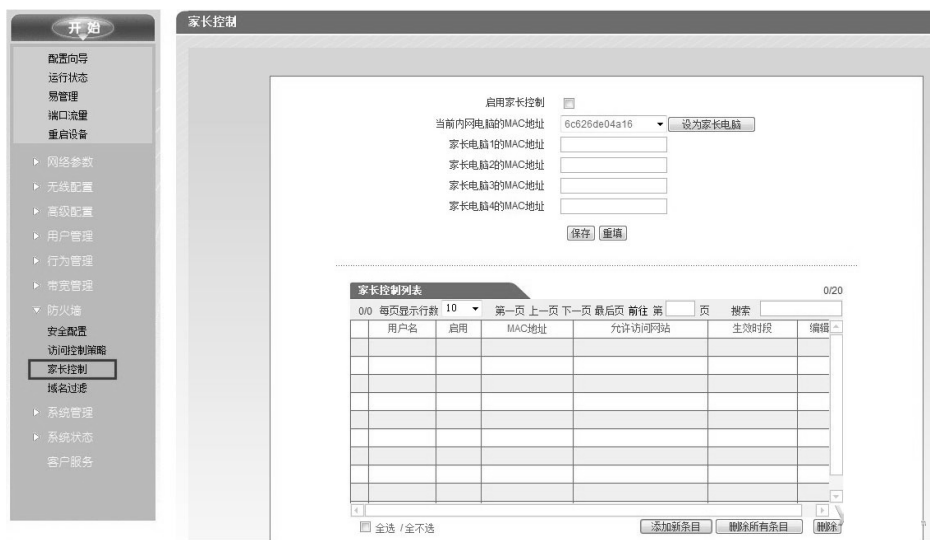 开始
配置向导
运行状态
易管理
端口流量
重启设备
网络参数
无线配置
高级配置
用户管理
行为管理
带宽管理
防火墙
安全配置
访问控制策略
家长控制
域名过滤
系统管理
系统状态
客户服务
家长控制
启用家长控制
当前内网电脑的MAC地址 6c626de04a16 设为家长电脑
家长电脑1的MAC地址
家长电脑2的MAC地址
家长电脑3的MAC地址
家长电脑4的MAC地址
保存 重填
家长控制列表 0/20
0/0 每页显示行数 10 第一页 上一页 下一页 最后页 前往 第 页 搜索
用户名 启用 MAC地址 允许访问网站 生效时段 编辑
全选 / 全不选 添加新条目 删除所有条目 删除